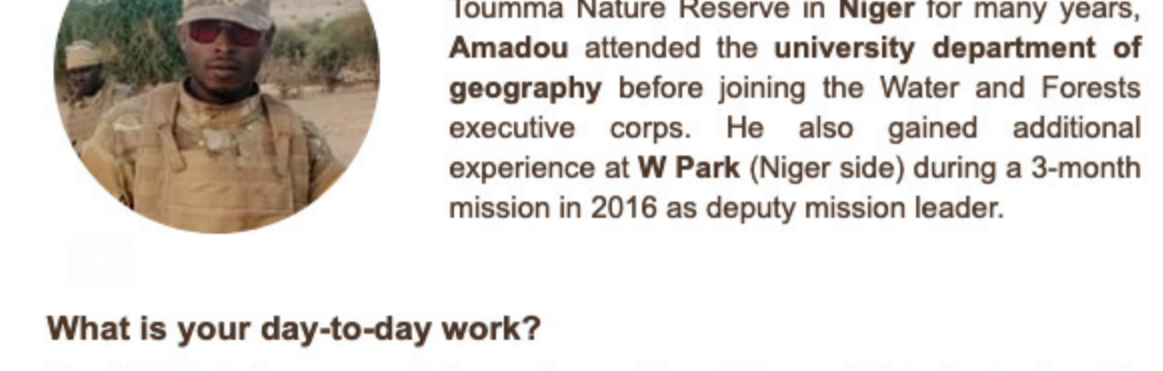 Toumma Nature Reserve in Niger for many years,
Amadou attended the university department of
geography before joining the Water and Forests
executive corps. He also gained additional
experience at W Park (Niger side) during a 3-month
mission in 2016 as deputy mission leader.
What is your day-to-day work?